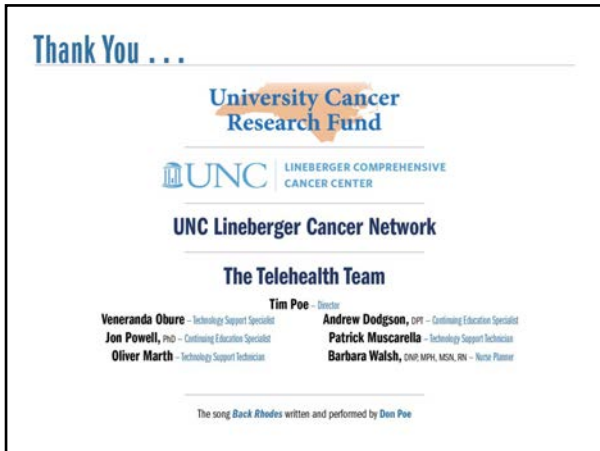 Thank You . . .
University Cancer
Research Fund
UNC LINEBERGER COMPREHENSIVE
CANCER CENTER
UNC Lineberger Cancer Network
The Telehealth Team
Tim Poe – Director
Veneranda Obure – Technology Support Specialist
Andrew Dodgson, DPT – Continuing Education Specialist
Jon Powell, PhD – Continuing Education Specialist
Patrick Muscarella – Technology Support Technician
Oliver Marth – Technology Support Technician
Barbara Walsh, DNP, MPH, MSN, RN – Nurse Planner
The song Back Rhodes written and performed by Don Poe